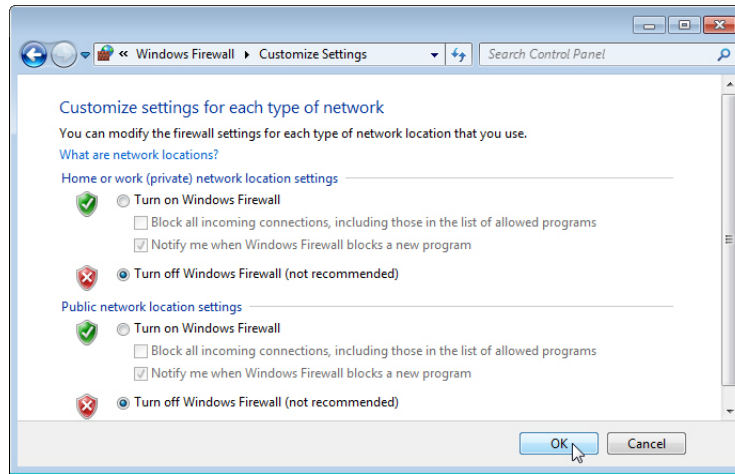 « Windows Firewall ▸ Customize Settings
Search Control Panel
Customize settings for each type of network
You can modify the firewall settings for each type of network location that you use.
What are network locations?
Home or work (private) network location settings
Turn on Windows Firewall
Block all incoming connections, including those in the list of allowed programs
Notify me when Windows Firewall blocks a new program
Turn off Windows Firewall (not recommended)
Public network location settings
Turn on Windows Firewall
Block all incoming connections, including those in the list of allowed programs
Notify me when Windows Firewall blocks a new program
Turn off Windows Firewall (not recommended)
OK
Cancel